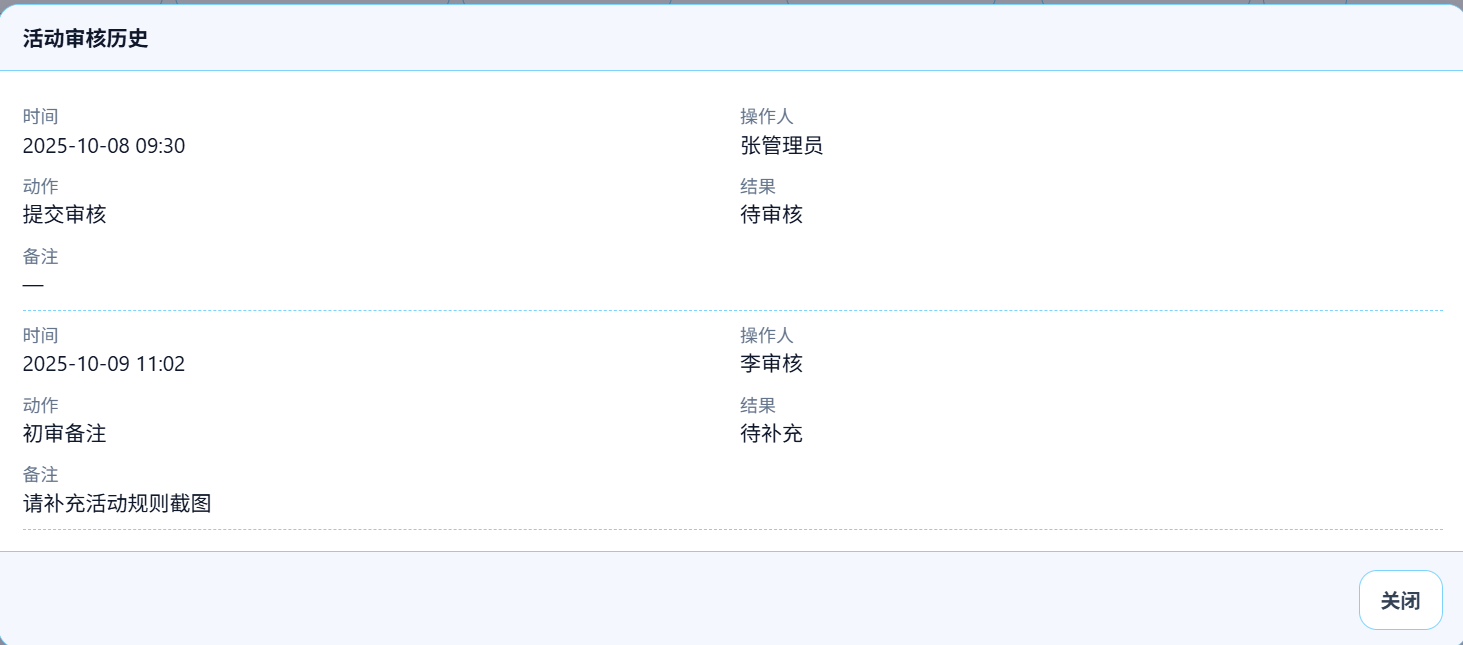 活动审核历史
时间
2025-10-08 09:30
操作人
张管理员
动作
提交审核
结果
待审核
备注
—
时间
2025-10-09 11:02
操作人
李审核
动作
初审备注
结果
待补充
备注
请补充活动规则截图
关闭